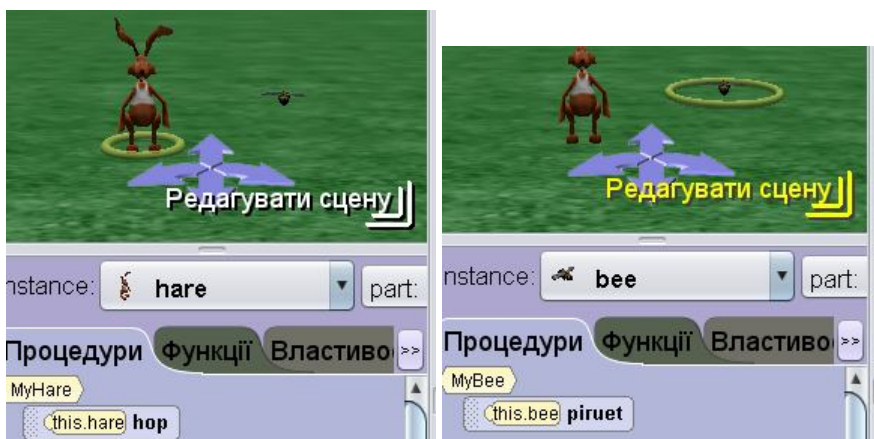 Редагувати сцену
nstance: hare part:
Процедури Функції Властиво >>
MyHare
this.hare hop
Редагувати сцену
nstance: bee part:
Процедури Функції Властиво >>
MyBee
this.bee piruet